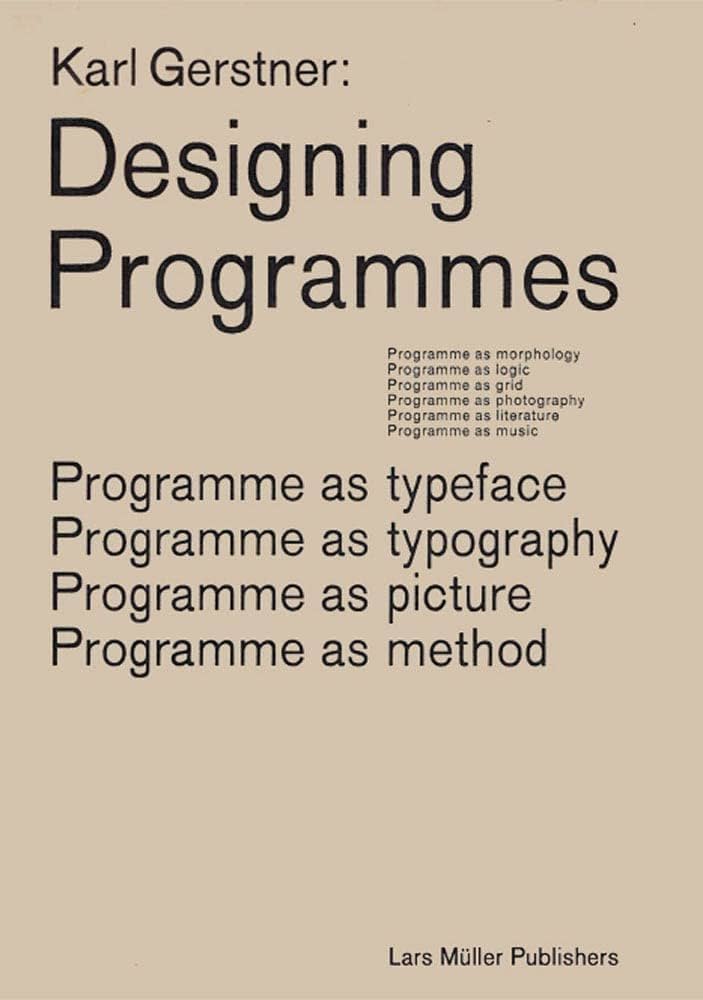 Karl Gerstner:
Designing
Programmes
Programme as morphology
Programme as logic
Programme as grid
Programme as photography
Programme as literature
Programme as music
Programme as typeface
Programme as typography
Programme as picture
Programme as method
Lars Müller Publishers